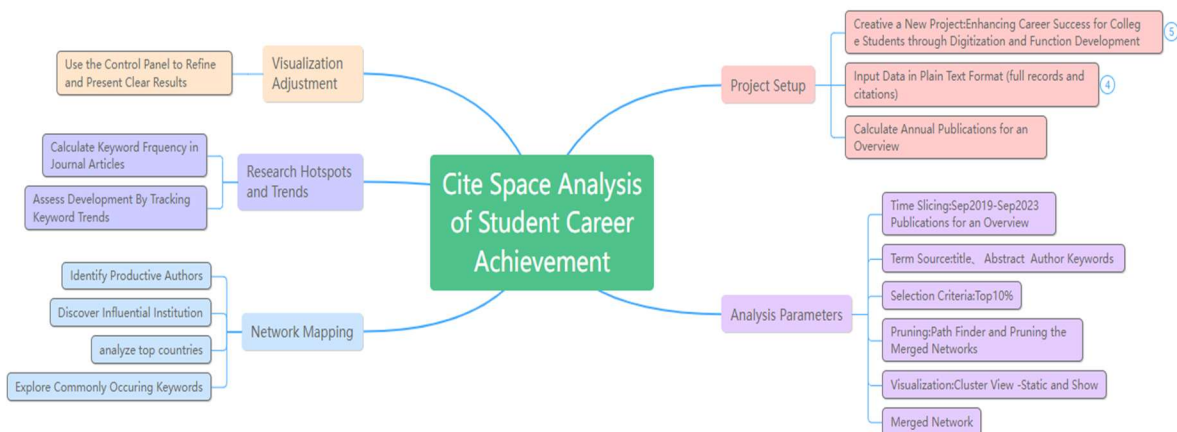 Cite Space Analysis
of Student Career
Achievement
Visualization
Adjustment
Use the Control Panel to Refine
and Present Clear Results
Research Hotspots
and Trends
Calculate Keyword Frquency in
Journal Articles
Assess Development By Tracking
Keyword Trends
Network Mapping
Identify Productive Authors
Discover Influential Institution
analyze top countries
Explore Commonly Occuring Keywords
Project Setup
Creative a New Project:Enhancing Career Success for Colleg
e Students through Digitization and Function Development
5
Input Data in Plain Text Format (full records and
citations)
4
Calculate Annual Publications for an
Overview
Analysis Parameters
Time Slicing:Sep2019-Sep2023
Publications for an Overview
Term Source:title、 Abstract Author Keywords
Selection Criteria:Top10%
Pruning:Path Finder and Pruning the
Merged Networks
Visualization:Cluster View -Static and Show
Merged Network